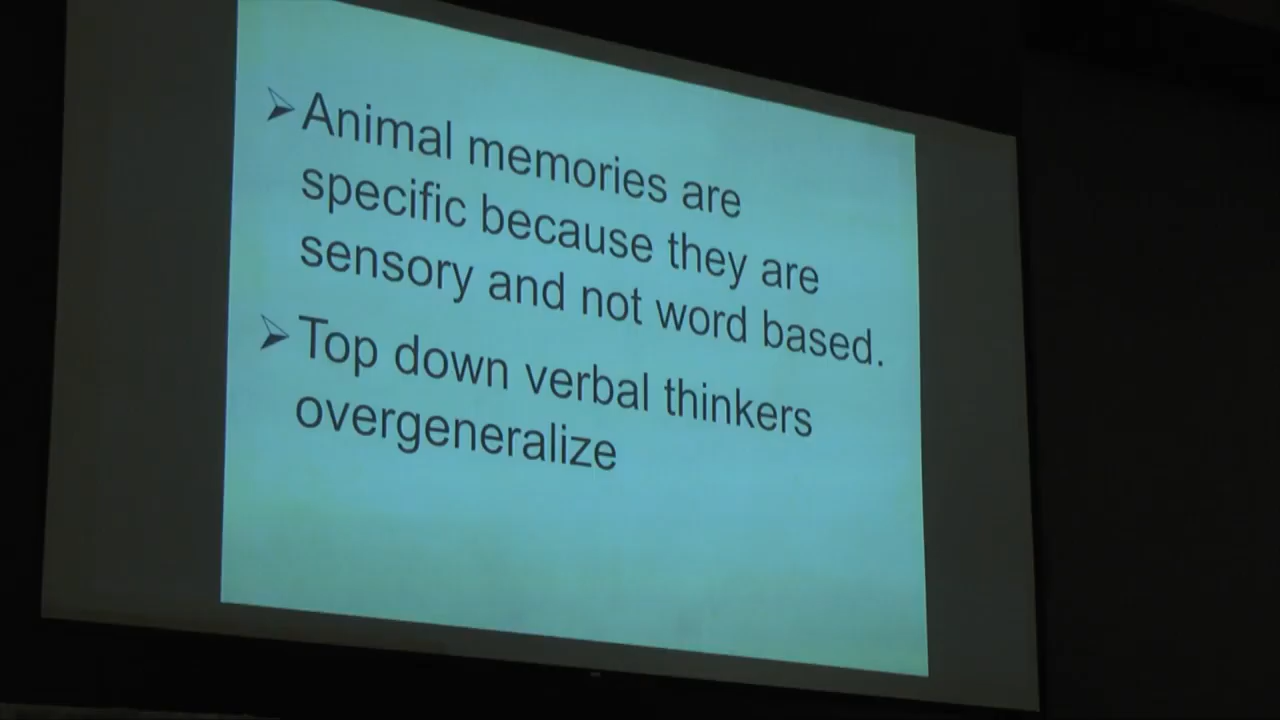 ➢Animal memories are
specific because they are
sensory and not word based.
➢Top down verbal thinkers
overgeneralize